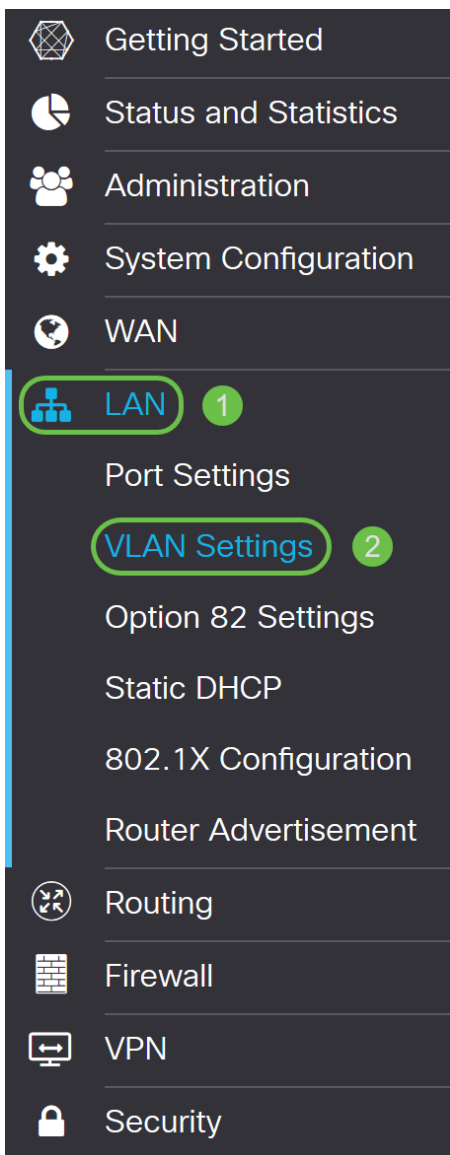 Getting Started
Status and Statistics
Administration
System Configuration
WAN
LAN 1
Port Settings
VLAN Settings 2
Option 82 Settings
Static DHCP
802.1X Configuration
Router Advertisement
Routing
Firewall
VPN
Security